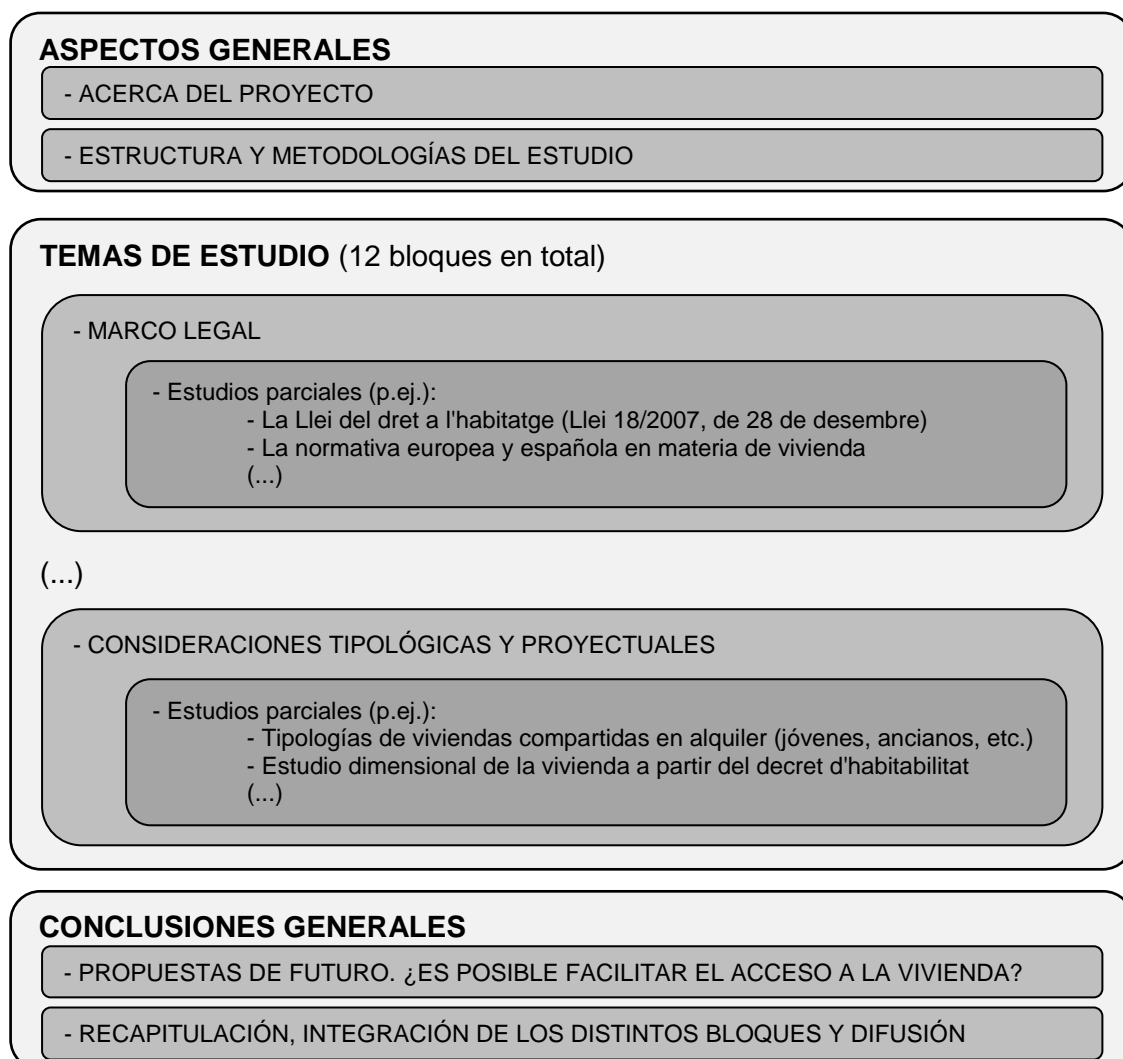 ASPECTOS GENERALES
- ACERCA DEL PROYECTO
- ESTRUCTURA Y METODOLOGÍAS DEL ESTUDIO
TEMAS DE ESTUDIO (12 bloques en total)
- MARCO LEGAL
- Estudios parciales (p.ej.):
- La Llei del dret a l'habitatge (Llei 18/2007, de 28 de desembre)
- La normativa europea y española en materia de vivienda
(...)
(...)
- CONSIDERACIONES TIPOLÓGICAS Y PROYECTUALES
- Estudios parciales (p.ej.):
- Tipologías de viviendas compartidas en alquiler (jóvenes, ancianos, etc.)
- Estudio dimensional de la vivienda a partir del decret d'habitabilitat
(...)
CONCLUSIONES GENERALES
- PROPUESTAS DE FUTURO. ¿ES POSIBLE FACILITAR EL ACCESO A LA VIVIENDA?
- RECAPITULACIÓN, INTEGRACIÓN DE LOS DISTINTOS BLOQUES Y DIFUSIÓN